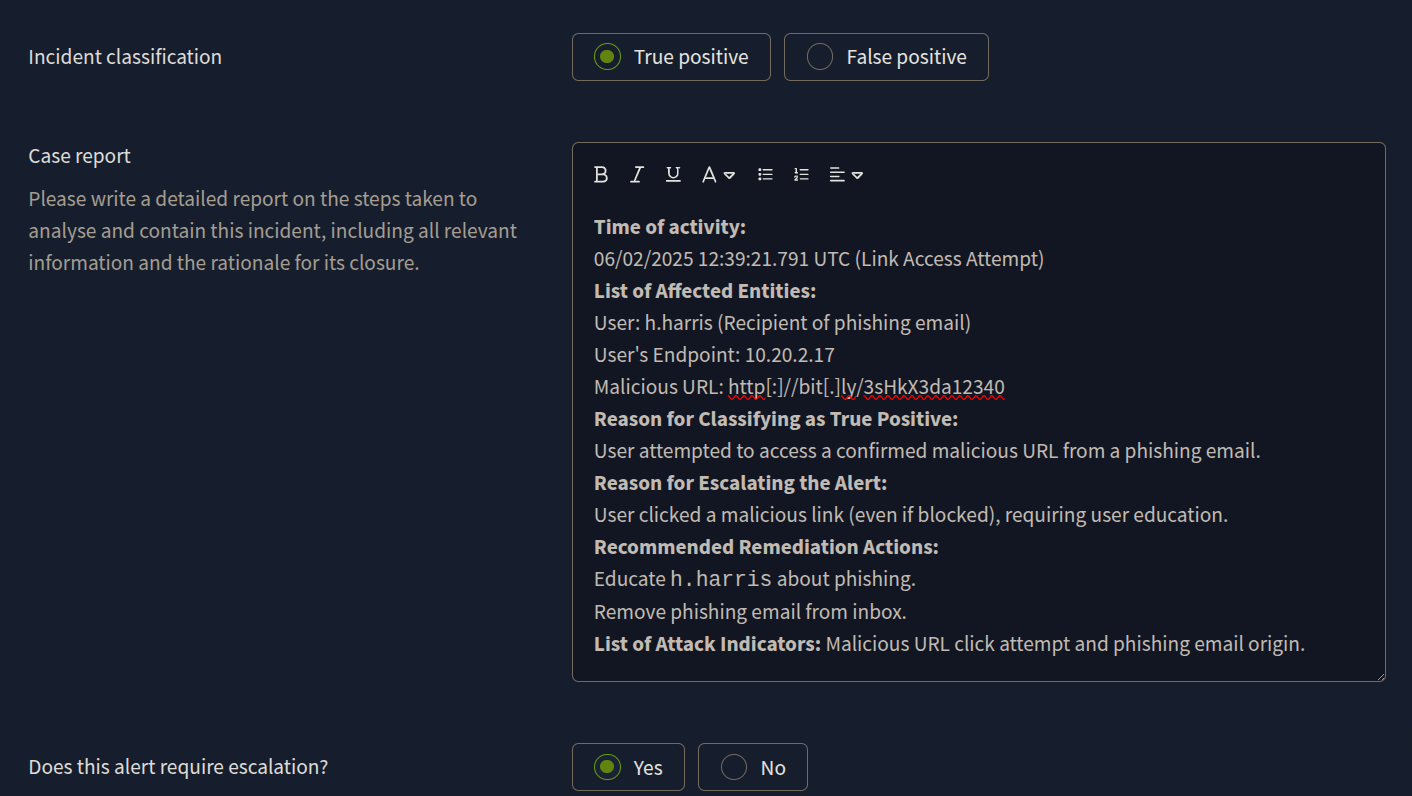 Incident classification
True positive
False positive
Case report
Please write a detailed report on the steps taken to
analyse and contain this incident, including all relevant
information and the rationale for its closure.
B I U A
Time of activity:
06/02/2025 12:39:21.791 UTC (Link Access Attempt)
List of Affected Entities:
User: h.harris (Recipient of phishing email)
User's Endpoint: 10.20.2.17
Malicious URL: http[:]//bit[.]ly/3sHkX3da12340
Reason for Classifying as True Positive:
User attempted to access a confirmed malicious URL from a phishing email.
Reason for Escalating the Alert:
User clicked a malicious link (even if blocked), requiring user education.
Recommended Remediation Actions:
Educate h.harris about phishing.
Remove phishing email from inbox.
List of Attack Indicators: Malicious URL click attempt and phishing email origin.
Does this alert require escalation?
Yes
No